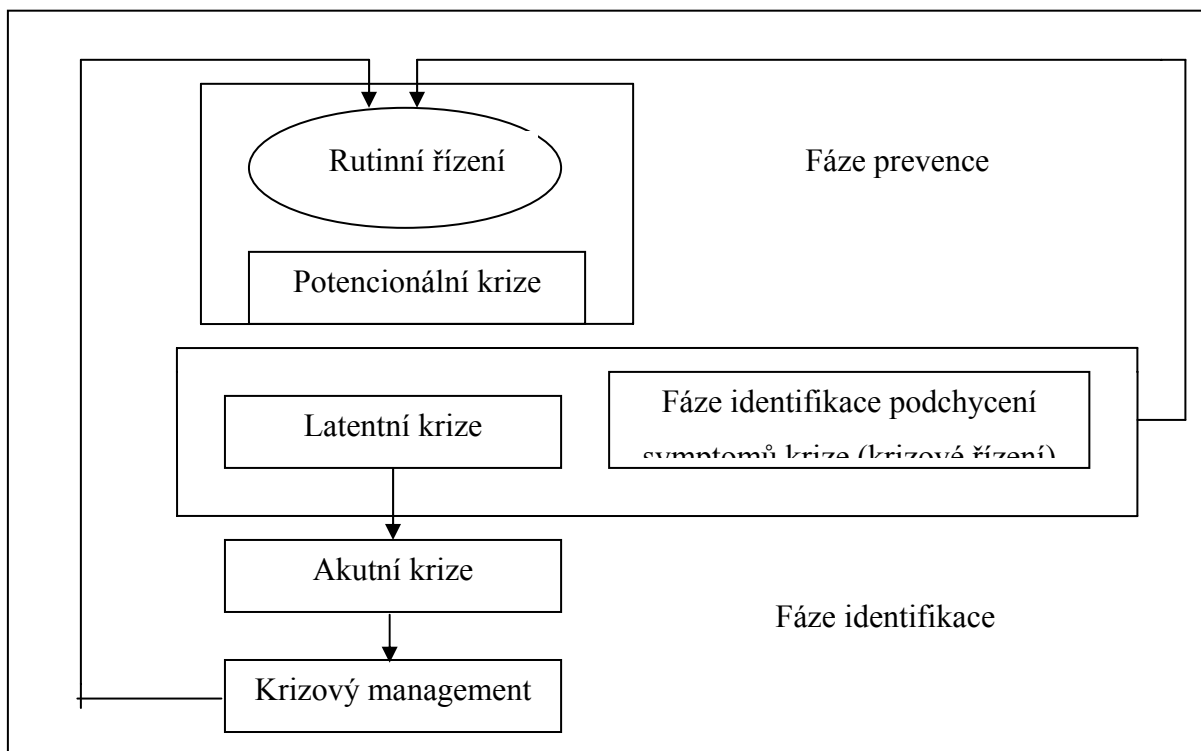 Rutinní řízení
Fáze prevence
Potencionální krize
Latentní krize
Fáze identifikace podchycení
symptomů krize (krizové řízení)
Akutní krize
Fáze identifikace
Krizový management